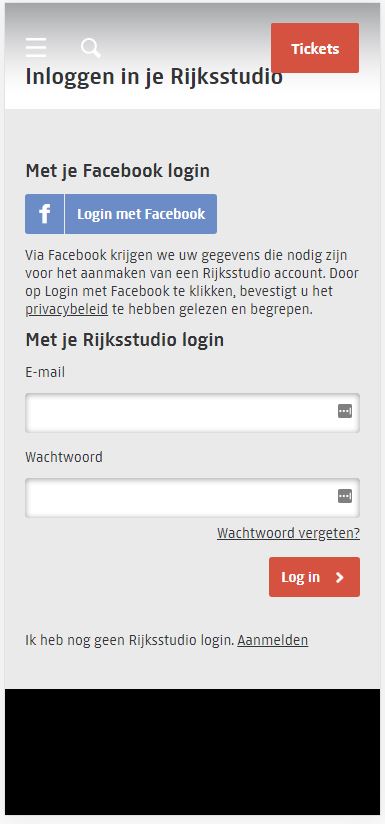 Tickets
Inloggen in je Rijksstudio
Met je Facebook login
f Login met Facebook
Via Facebook krijgen we uw gegevens die nodig zijn
voor het aanmaken van een Rijksstudio account. Door
op Login met Facebook te klikken, bevestigt u het
privacybeleid te hebben gelezen en begrepen.
Met je Rijksstudio login
E-mail
Wachtwoord
Wachtwoord vergeten?
Log in
Ik heb nog geen Rijksstudio login. Aanmelden